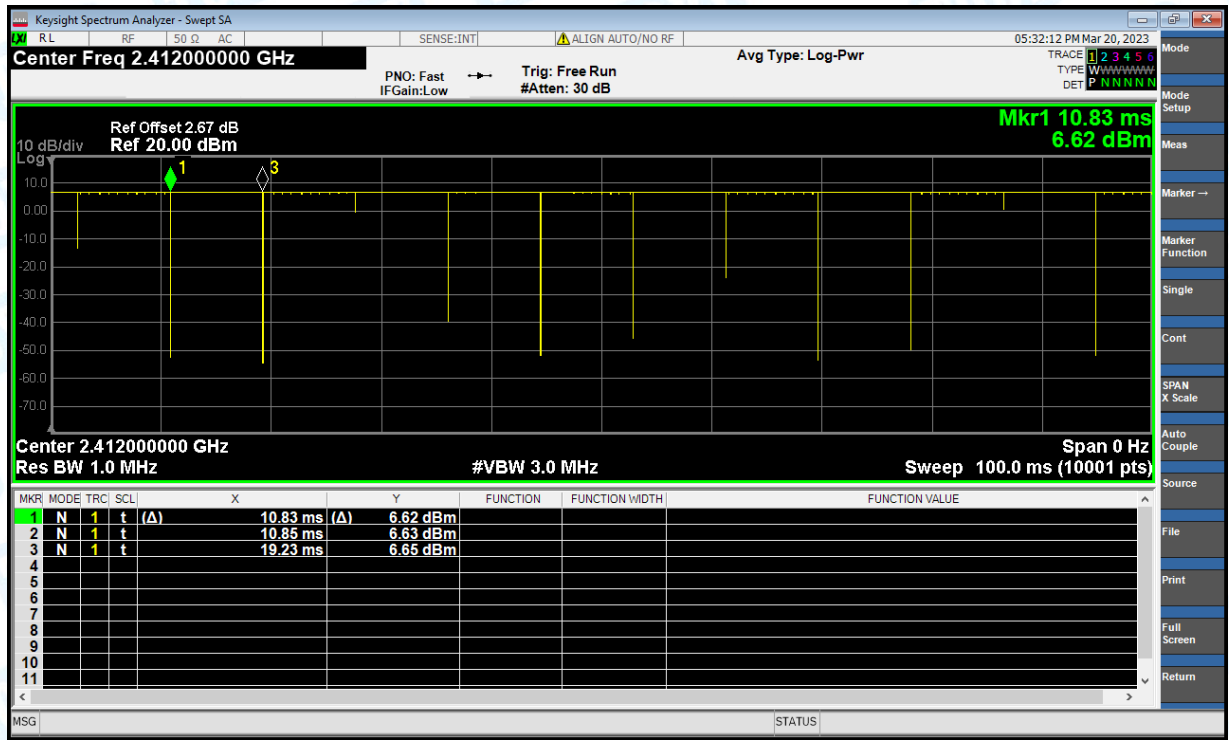 Keysight Spectrum Analyzer - Swept SA
LXI RL RF 50 Ω AC SENSE:INT ALIGN AUTO/NO RF 05:32:12 PM Mar 20, 2023
Center Freq 2.412000000 GHz Avg Type: Log-Pwr TRACE 1 2 3 4 5 6
PNO: Fast Trig: Free Run TYPE WWWWWW
IFGain:Low #Atten: 30 dB DET P N N N N N
Ref Offset 2.67 dB Mkr1 10.83 ms
10 dB/div Ref 20.00 dBm 6.62 dBm
Log
1 3
10.0
0.00
-10.0
-20.0
-30.0
-40.0
-50.0
-60.0
-70.0
Center 2.412000000 GHz Span 0 Hz
Res BW 1.0 MHz #VBW 3.0 MHz Sweep 100.0 ms (10001 pts)
MKR MODE TRC SCL X Y FUNCTION FUNCTION WIDTH FUNCTION VALUE
1 N 1 t (Δ) 10.83 ms (Δ) 6.62 dBm
2 N 1 t 10.85 ms 6.63 dBm
3 N 1 t 19.23 ms 6.65 dBm
4
5
6
7
8
9
10
11
MSG STATUS
Mode
Mode
Setup
Meas
Marker →
Marker
Function
Single
Cont
SPAN
X Scale
Auto
Couple
Source
File
Print
Full
Screen
Return